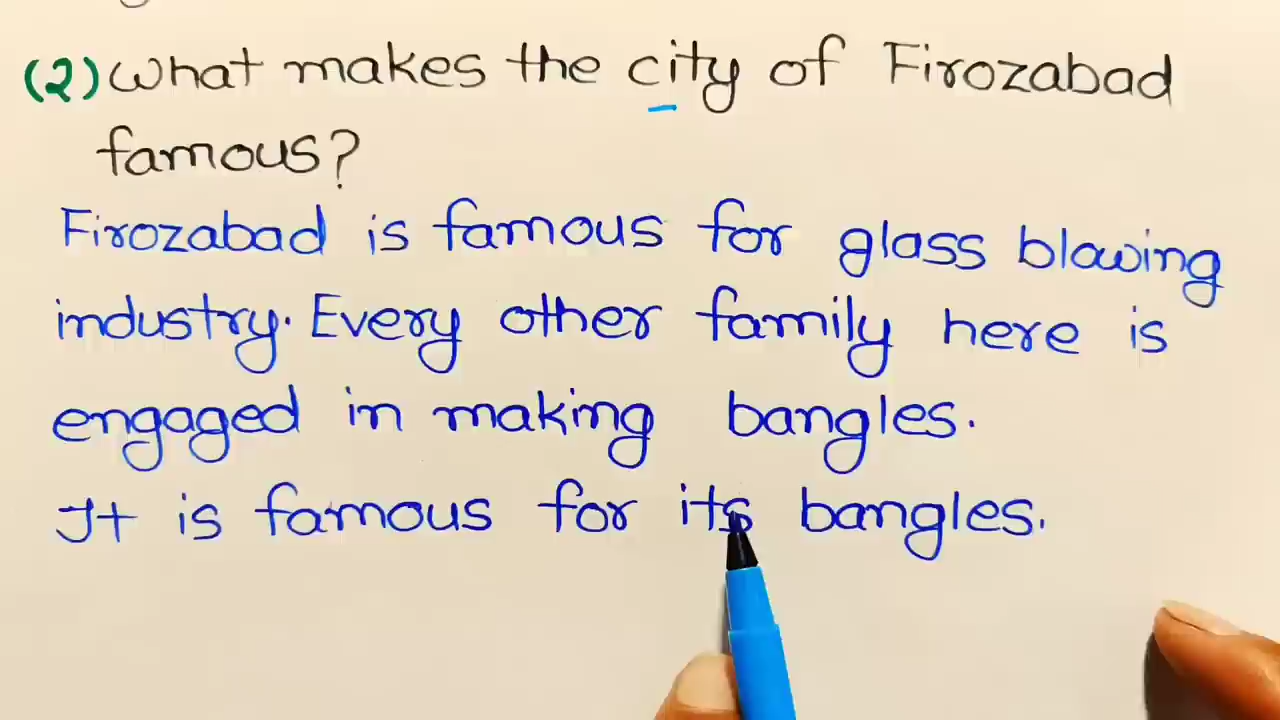 (2) What makes the city of Firozabad
famous?
Firozabad is famous for glass blowing
industry. Every other family here is
engaged in making bangles.
It is famous for its bangles.